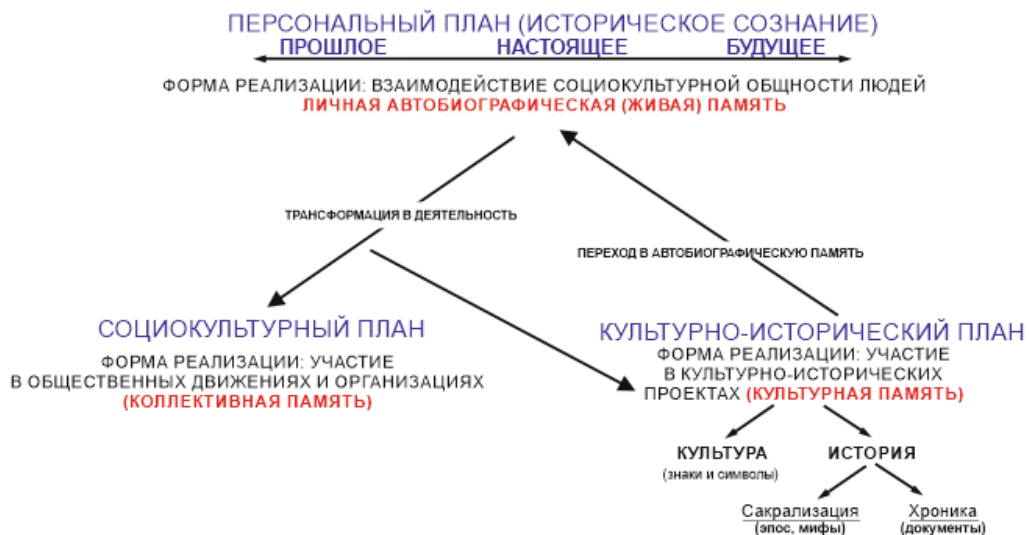 ПЕРСОНАЛЬНЫЙ ПЛАН (ИСТОРИЧЕСКОЕ СОЗНАНИЕ)
ПРОШЛОЕ НАСТОЯЩЕЕ БУДУЩЕЕ
ФОРМА РЕАЛИЗАЦИИ: ВЗАИМОДЕЙСТВИЕ СОЦИОКУЛЬТУРНОЙ ОБЩНОСТИ ЛЮДЕЙ
ЛИЧНАЯ АВТОБИОГРАФИЧЕСКАЯ (ЖИВАЯ) ПАМЯТЬ
ТРАНСФОРМАЦИЯ В ДЕЯТЕЛЬНОСТЬ
ПЕРЕХОД В АВТОБИОГРАФИЧЕСКУЮ ПАМЯТЬ
СОЦИОКУЛЬТУРНЫЙ ПЛАН
ФОРМА РЕАЛИЗАЦИИ: УЧАСТИЕ
В ОБЩЕСТВЕННЫХ ДВИЖЕНИЯХ И ОРГАНИЗАЦИЯХ
(КОЛЛЕКТИВНАЯ ПАМЯТЬ)
КУЛЬТУРНО-ИСТОРИЧЕСКИЙ ПЛАН
ФОРМА РЕАЛИЗАЦИИ: УЧАСТИЕ
В КУЛЬТУРНО-ИСТОРИЧЕСКИХ
ПРОЕКТАХ (КУЛЬТУРНАЯ ПАМЯТЬ)
КУЛЬТУРА
(знаки и символы)
ИСТОРИЯ
Сакрализация
(эпос, мифы)
Хроника
(документы)